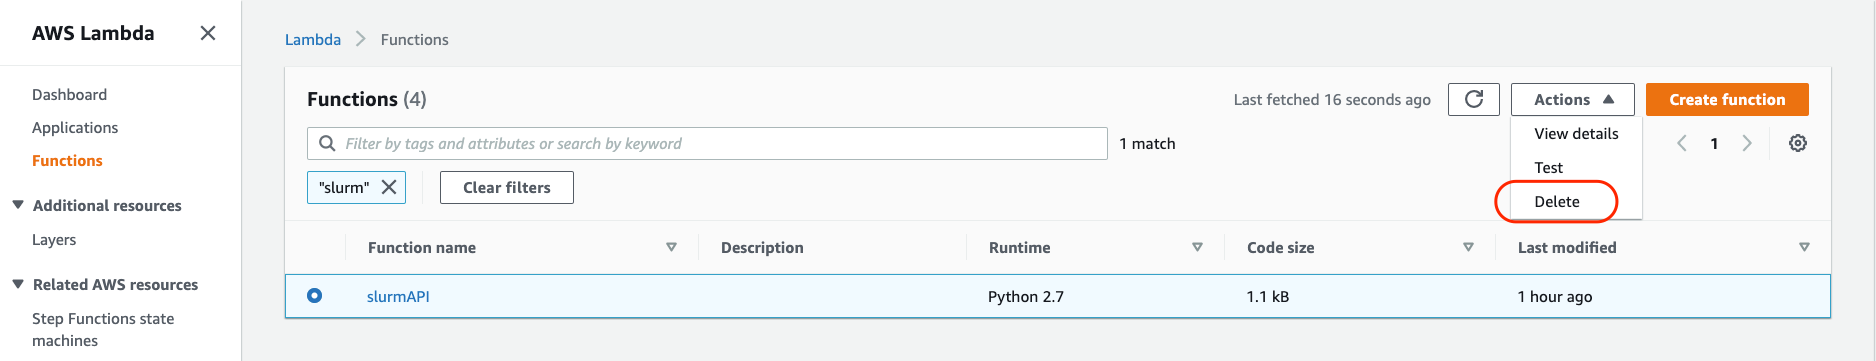 AWS Lambda
Dashboard
Applications
Functions
Additional resources
Layers
Related AWS resources
Step Functions state
machines
Lambda > Functions
Functions (4)
Last fetched 16 seconds ago
Actions
Create function
Filter by tags and attributes or search by keyword
1 match
View details
Test
Delete
1
"slurm"
Clear filters
Function name Description Runtime Code size Last modified
slurmAPI Python 2.7 1.1 kB 1 hour ago